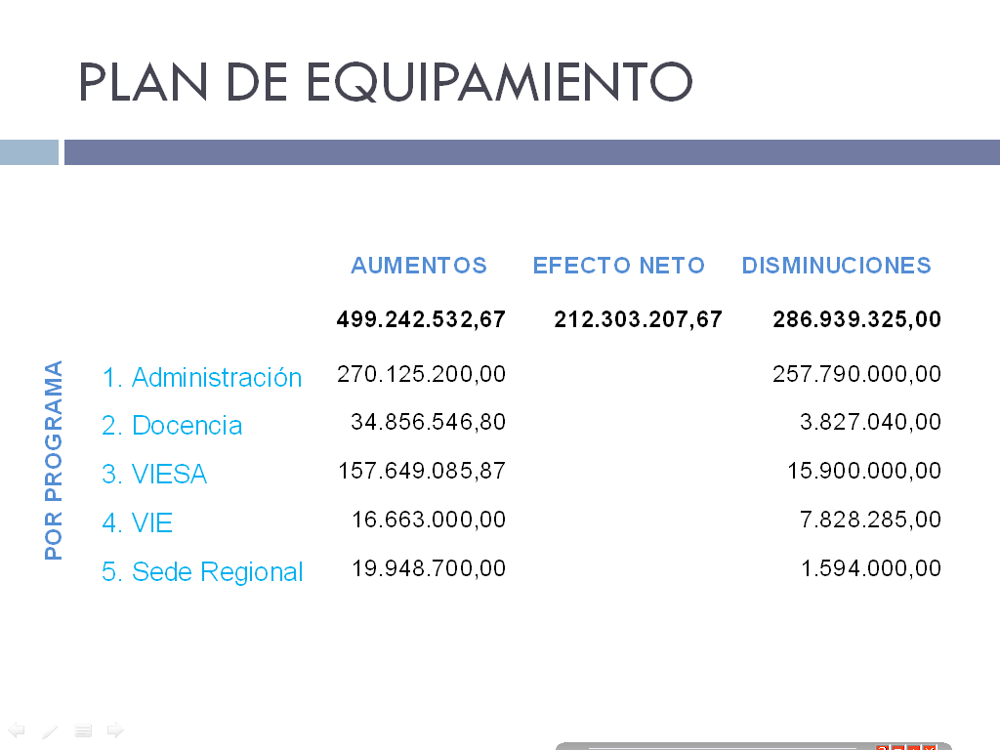 PLAN DE EQUIPAMIENTO
AUMENTOS EFECTO NETO DISMINUCIONES
499.242.532,67 212.303.207,67 286.939.325,00
POR PROGRAMA
1. Administración 270.125.200,00 257.790.000,00
2. Docencia 34.856.546,80 3.827.040,00
3. VIESA 157.649.085,87 15.900.000,00
4. VIE 16.663.000,00 7.828.285,00
5. Sede Regional 19.948.700,00 1.594.000,00